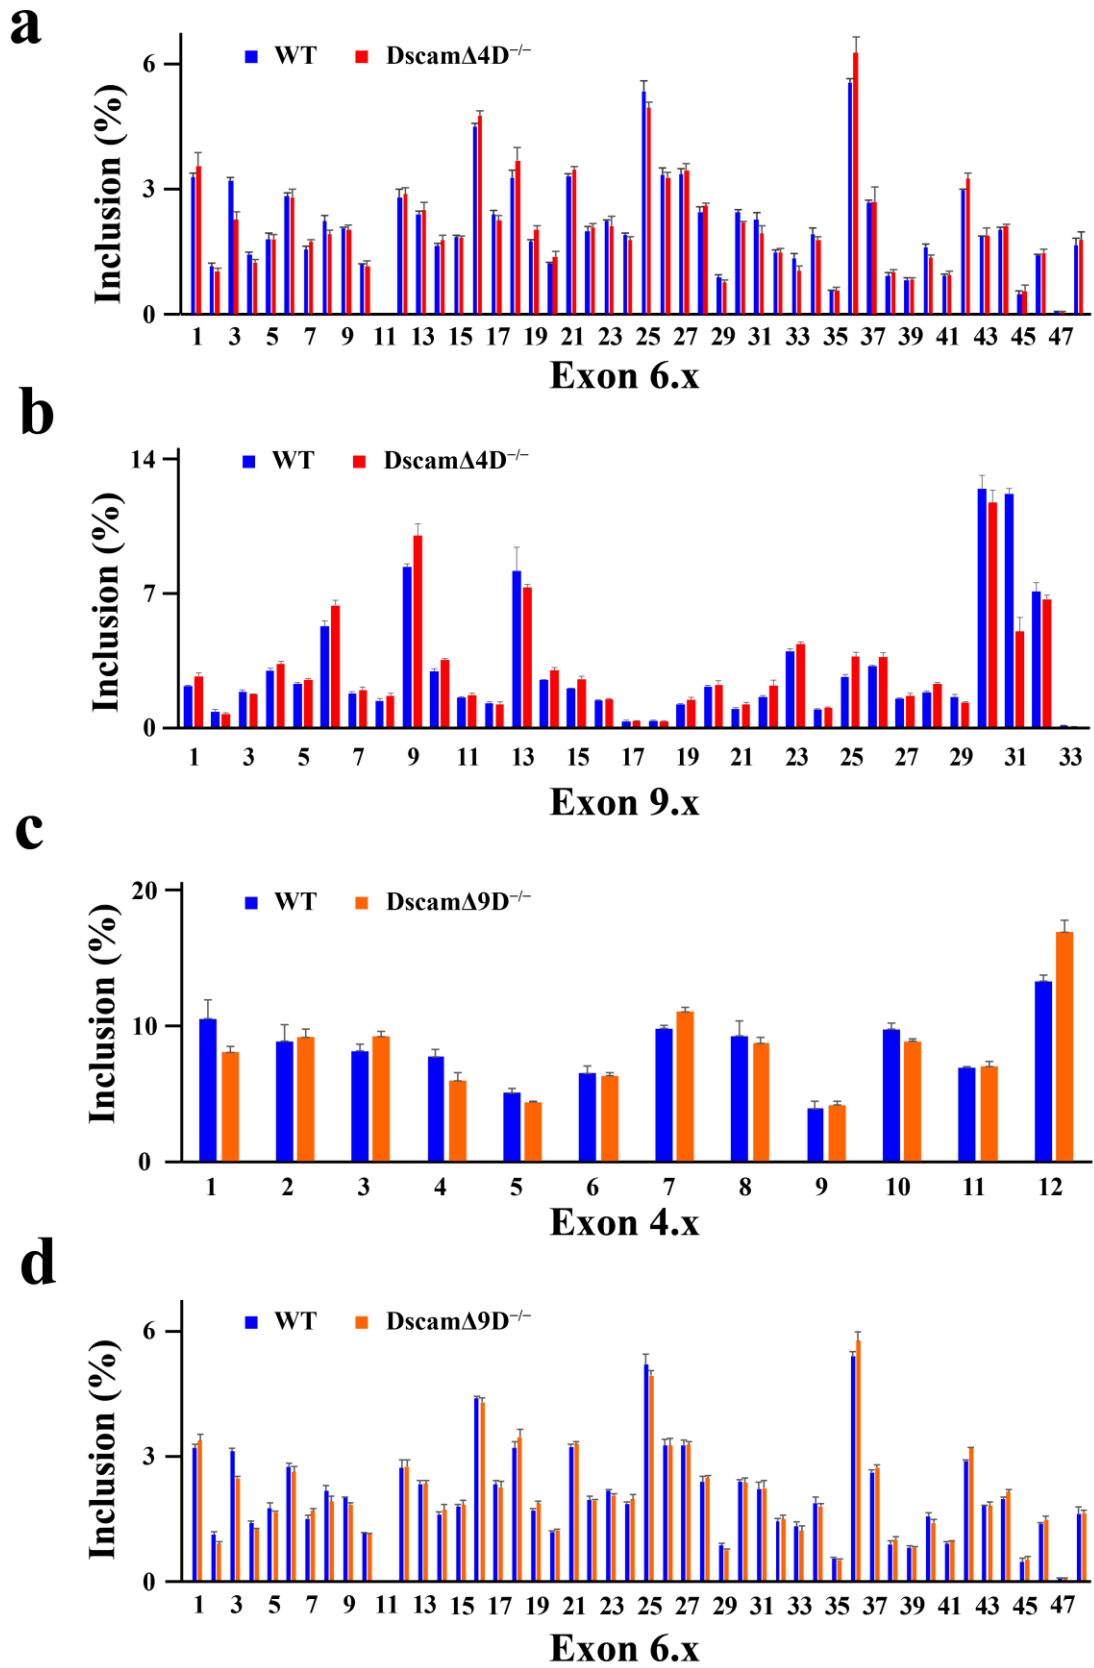 a
WT DscamΔ4D⁻/⁻
6
3
0
Inclusion (%)
1 3 5 7 9 11 13 15 17 19 21 23 25 27 29 31 33 35 37 39 41 43 45 47
Exon 6.x
b
WT DscamΔ4D⁻/⁻
14
7
0
Inclusion (%)
1 3 5 7 9 11 13 15 17 19 21 23 25 27 29 31 33
Exon 9.x
c
WT DscamΔ9D⁻/⁻
20
10
0
Inclusion (%)
1 2 3 4 5 6 7 8 9 10 11 12
Exon 4.x
d
WT DscamΔ9D⁻/⁻
6
3
0
Inclusion (%)
1 3 5 7 9 11 13 15 17 19 21 23 25 27 29 31 33 35 37 39 41 43 45 47
Exon 6.x